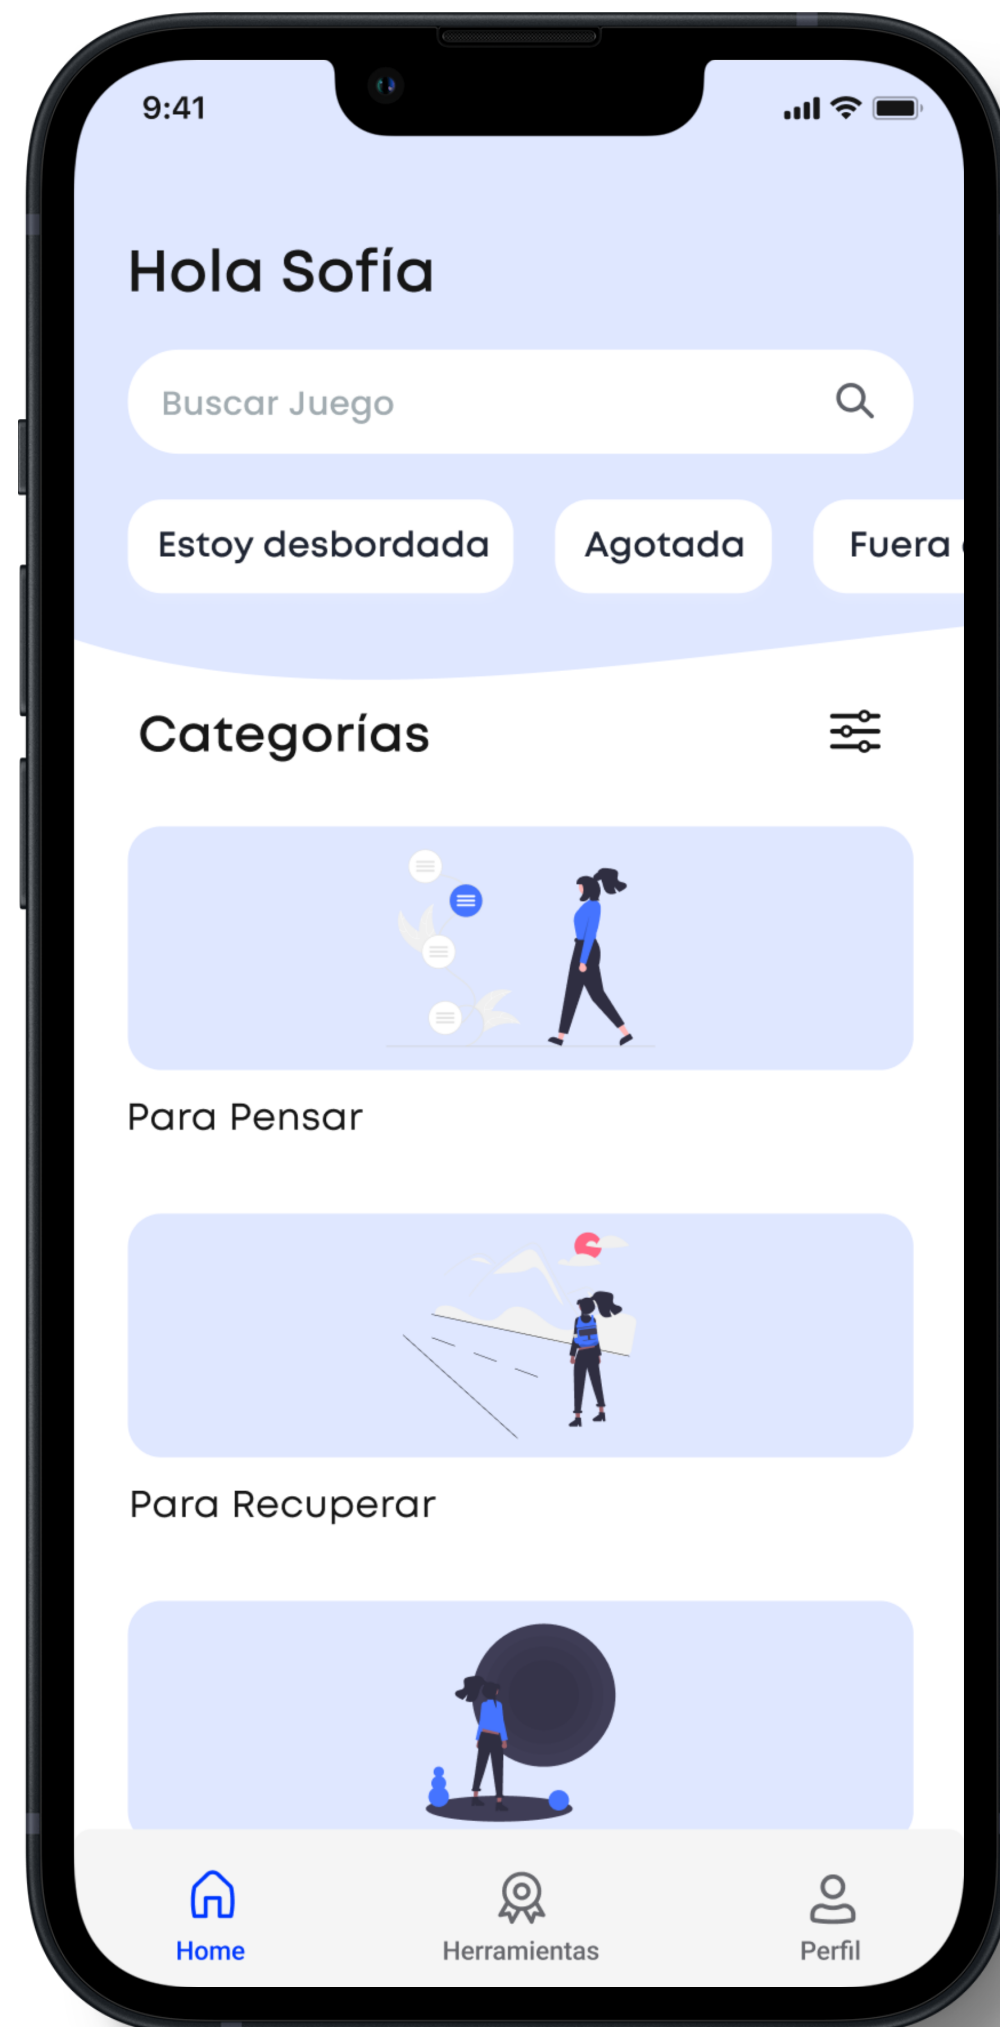 9:41
Hola Sofía
Buscar Juego
Estoy desbordada
Agotada
Fuera
Categorías
Para Pensar
Para Recuperar
Home
Herramientas
Perfil